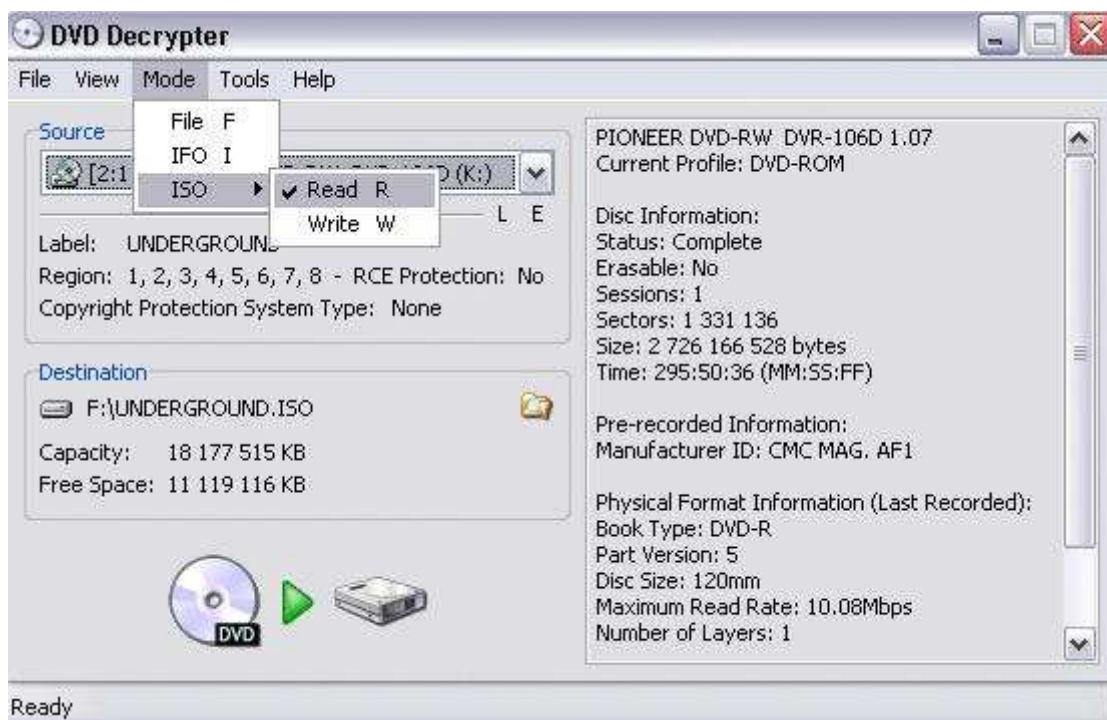 DVD Decrypter
File View Mode Tools Help
File F
IFO I
ISO
Read R
Write W
Source
[2:1
(K:)
L E
Label: UNDERGROUND
Region: 1, 2, 3, 4, 5, 6, 7, 8 - RCE Protection: No
Copyright Protection System Type: None
Destination
F:\UNDERGROUND.ISO
Capacity: 18 177 515 KB
Free Space: 11 119 116 KB
DVD
PIONEER DVD-RW DVR-106D 1.07
Current Profile: DVD-ROM
Disc Information:
Status: Complete
Erasable: No
Sessions: 1
Sectors: 1 331 136
Size: 2 726 166 528 bytes
Time: 295:50:36 (MM:SS:FF)
Pre-recorded Information:
Manufacturer ID: CMC MAG. AF1
Physical Format Information (Last Recorded):
Book Type: DVD-R
Part Version: 5
Disc Size: 120mm
Maximum Read Rate: 10.08Mbps
Number of Layers: 1
Ready